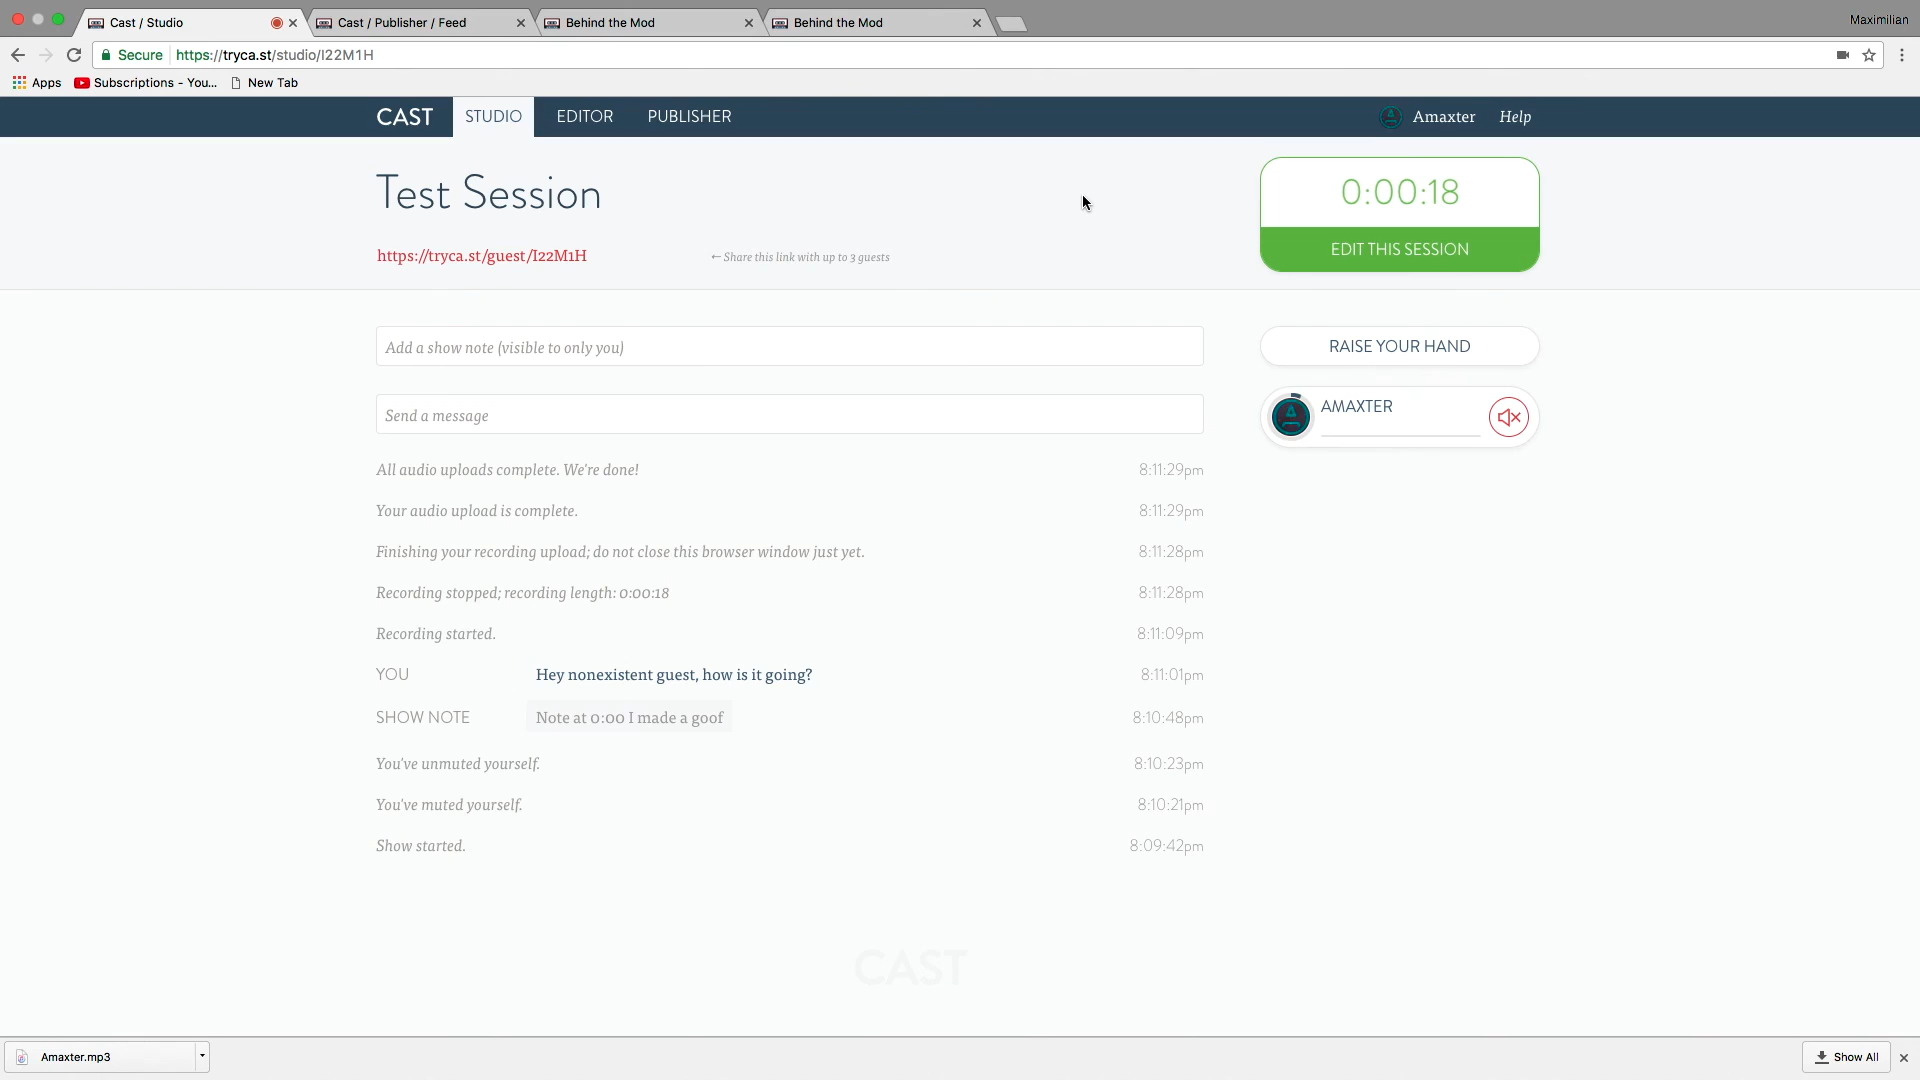 Cast / Studio
Cast / Publisher / Feed
Behind the Mod
Behind the Mod
Maximilian
Secure
https://tryca.st/studio/I22M1H
Apps
Subscriptions - You...
New Tab
CAST
STUDIO
EDITOR
PUBLISHER
Amaxter
Help
Test Session
0:00:18
https://tryca.st/guest/I22M1H
← Share this link with up to 3 guests
EDIT THIS SESSION
Add a show note (visible to only you)
RAISE YOUR HAND
Send a message
AMAXTER
All audio uploads complete. We're done! 8:11:29pm
Your audio upload is complete. 8:11:29pm
Finishing your recording upload; do not close this browser window just yet. 8:11:28pm
Recording stopped; recording length: 0:00:18 8:11:28pm
Recording started. 8:11:09pm
YOU Hey nonexistent guest, how is it going? 8:11:01pm
SHOW NOTE Note at 0:00 I made a goof 8:10:48pm
You've unmuted yourself. 8:10:23pm
You've muted yourself. 8:10:21pm
Show started. 8:09:42pm
CAST
Amaxter.mp3
Show All